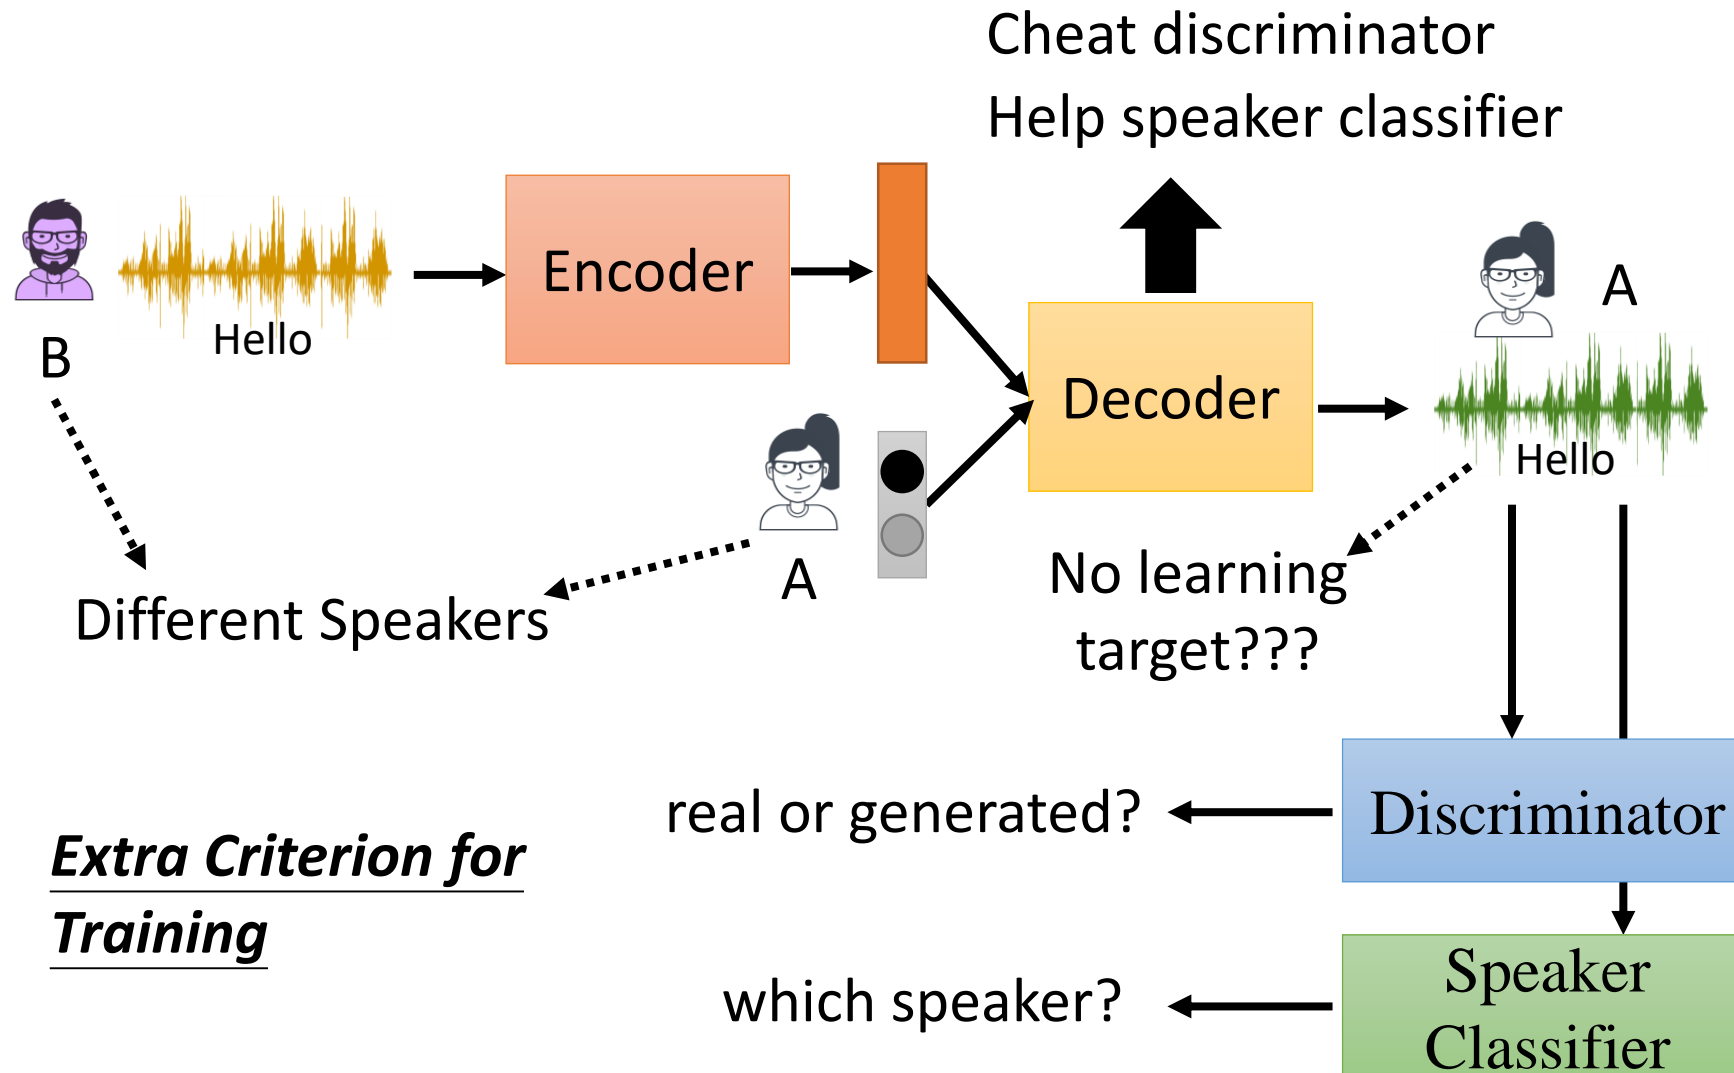 Cheat discriminator
Help speaker classifier
Encoder
Hello
B
A
Decoder
Hello
A
Different Speakers
No learning
target???
real or generated?
Discriminator
Extra Criterion for
Training
which speaker?
Speaker
Classifier